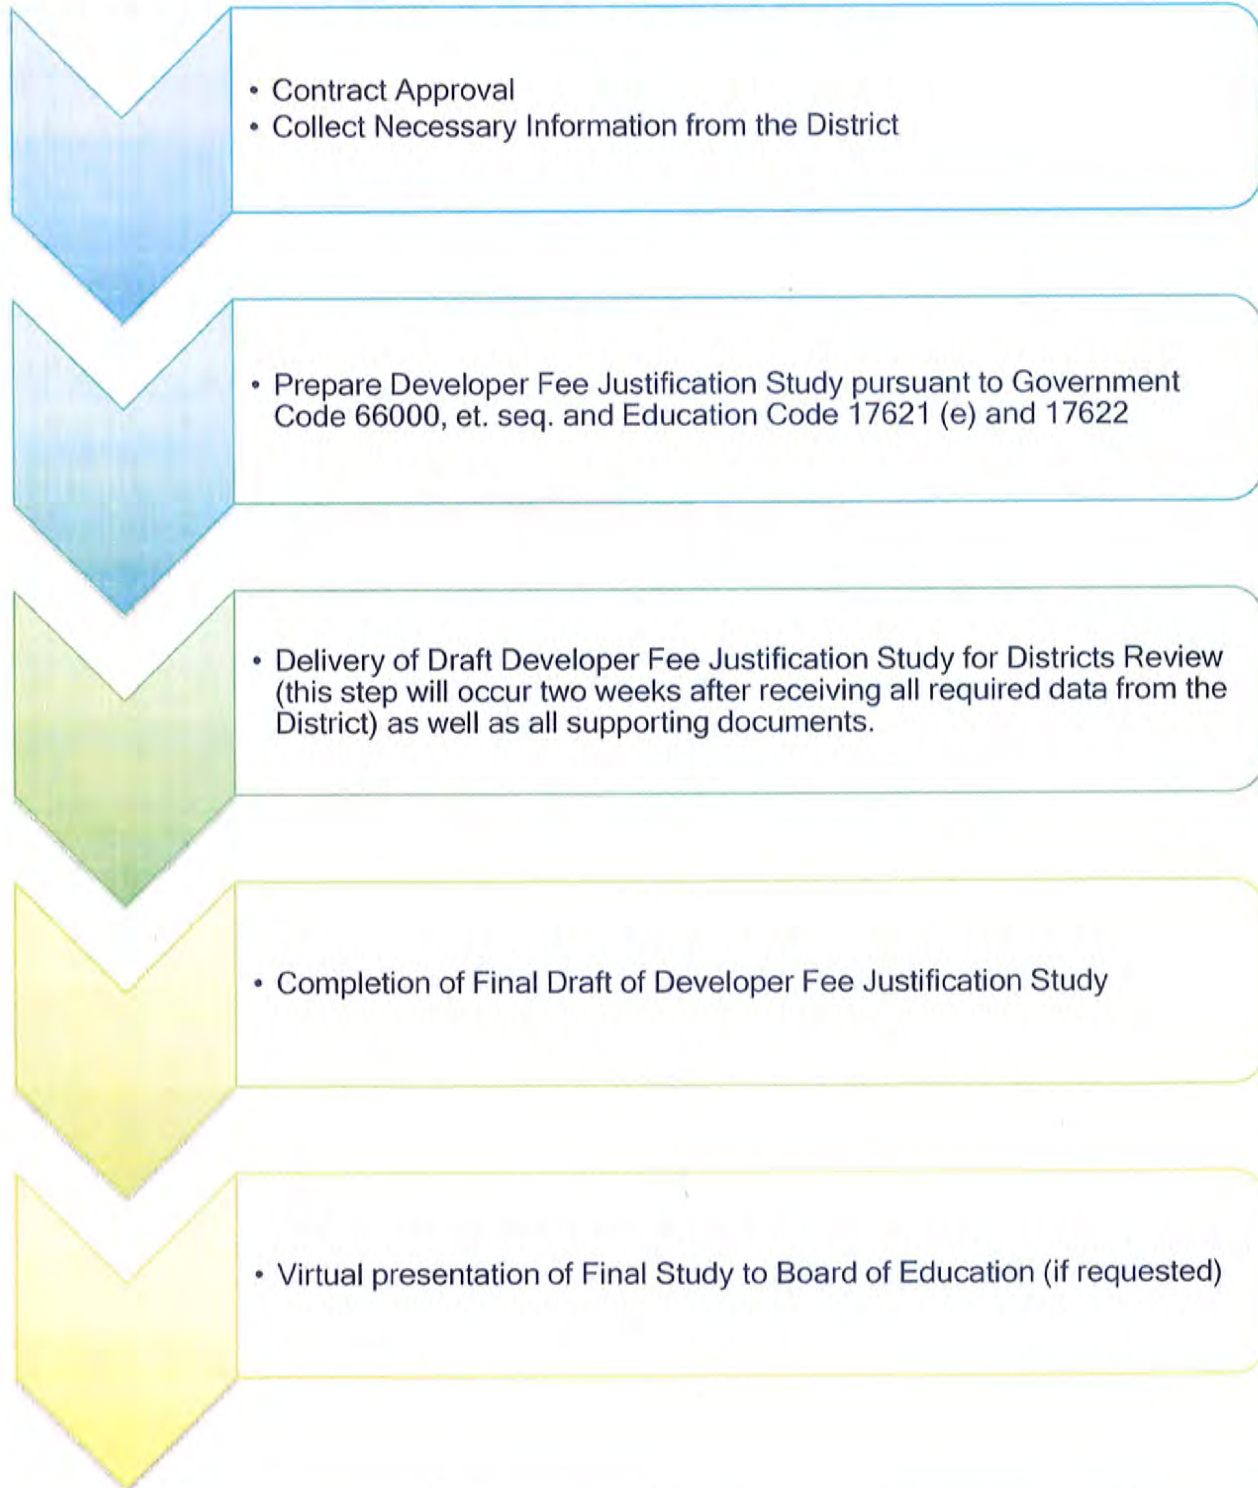 • Contract Approval
• Collect Necessary Information from the District
• Prepare Developer Fee Justification Study pursuant to Government
Code 66000, et. seq. and Education Code 17621 (e) and 17622
• Delivery of Draft Developer Fee Justification Study for Districts Review
(this step will occur two weeks after receiving all required data from the
District) as well as all supporting documents.
• Completion of Final Draft of Developer Fee Justification Study
• Virtual presentation of Final Study to Board of Education (if requested)